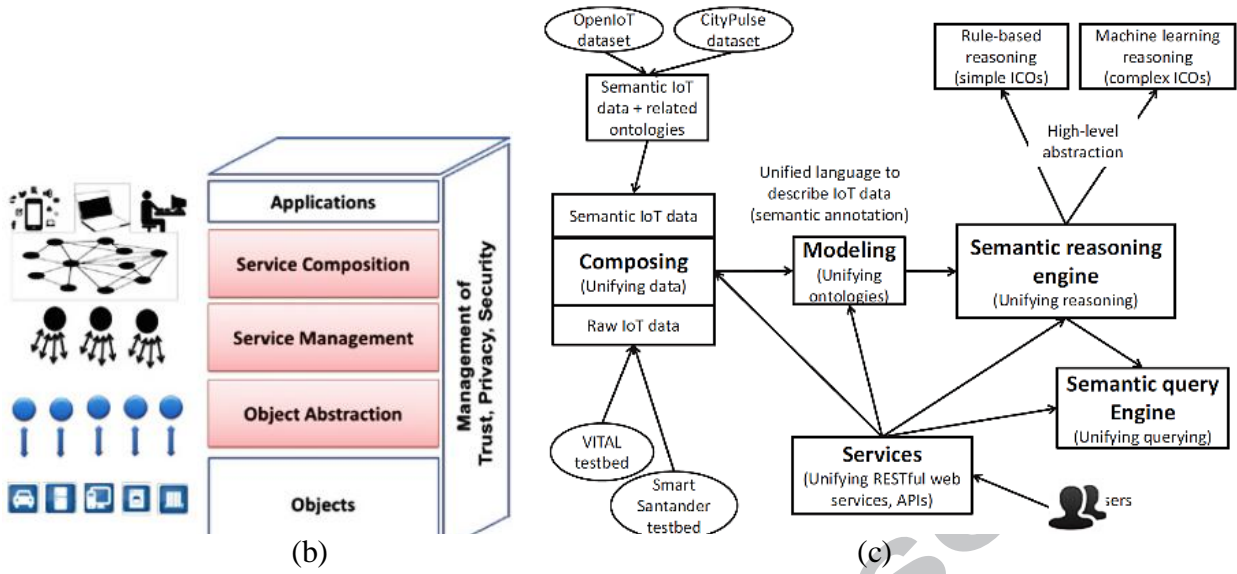 Applications
Service Composition
Service Management
Object Abstraction
Objects
Management of
Trust, Privacy, Security
(b)
OpenIoT
dataset
CityPulse
dataset
Semantic IoT
data + related
ontologies
Semantic IoT data
Composing
(Unifying data)
Raw IoT data
VITAL
testbed
Smart
Santander
testbed
Unified language to
describe IoT data
(semantic annotation)
Modeling
(Unifying
ontologies)
Rule-based
reasoning
(simple ICOs)
Machine learning
reasoning
(complex ICOs)
High-level
abstraction
Semantic reasoning
engine
(Unifying reasoning)
Semantic query
Engine
(Unifying querying)
Services
(Unifying RESTful web
services, APIs)
sers
(c)